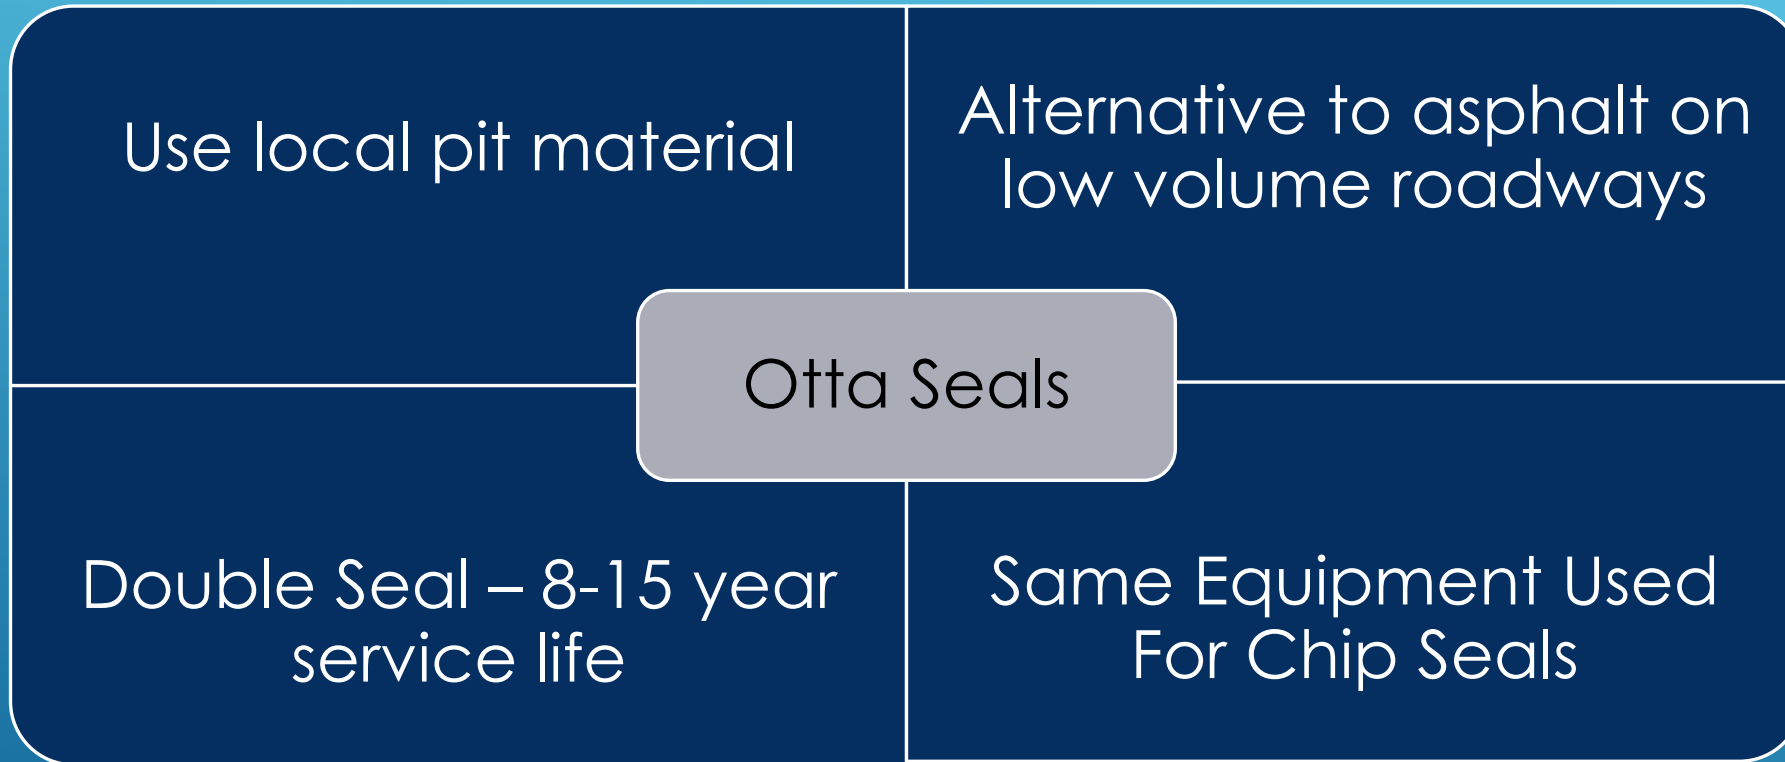 Use local pit material
Alternative to asphalt on
low volume roadways
Otta Seals
Double Seal – 8-15 year
service life
Same Equipment Used
For Chip Seals